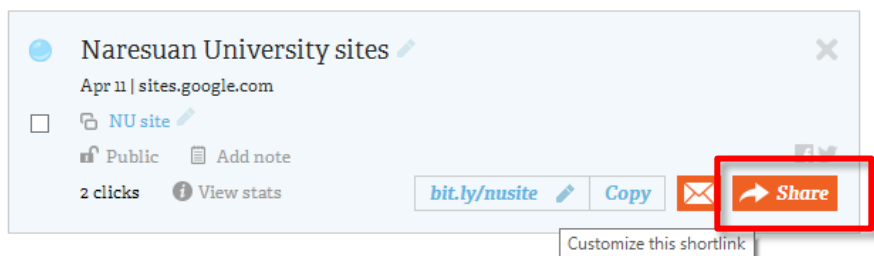 Naresuan University sites
Apr 11 | sites.google.com
NU site
Public Add note
2 clicks View stats bit.ly/nusite Copy Share
Customize this shortlink